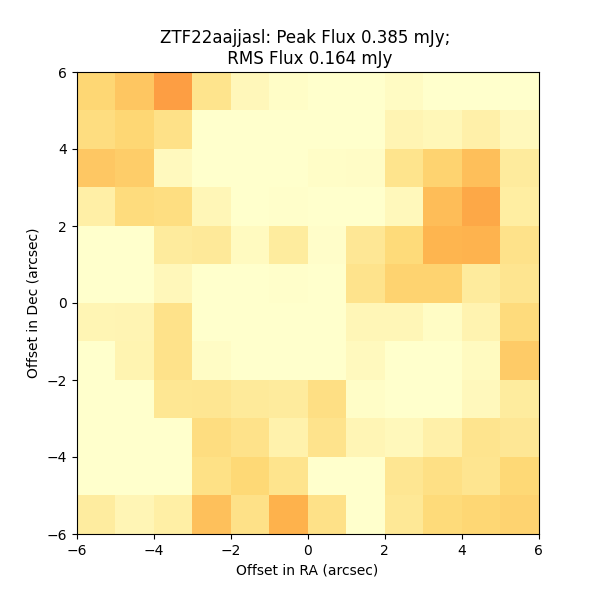 ZTF22aajjasl: Peak Flux 0.385 mJy;
RMS Flux 0.164 mJy
6
4
2
0
−2
−4
−6
Offset in Dec (arcsec)
−6 −4 −2 0 2 4 6
Offset in RA (arcsec)